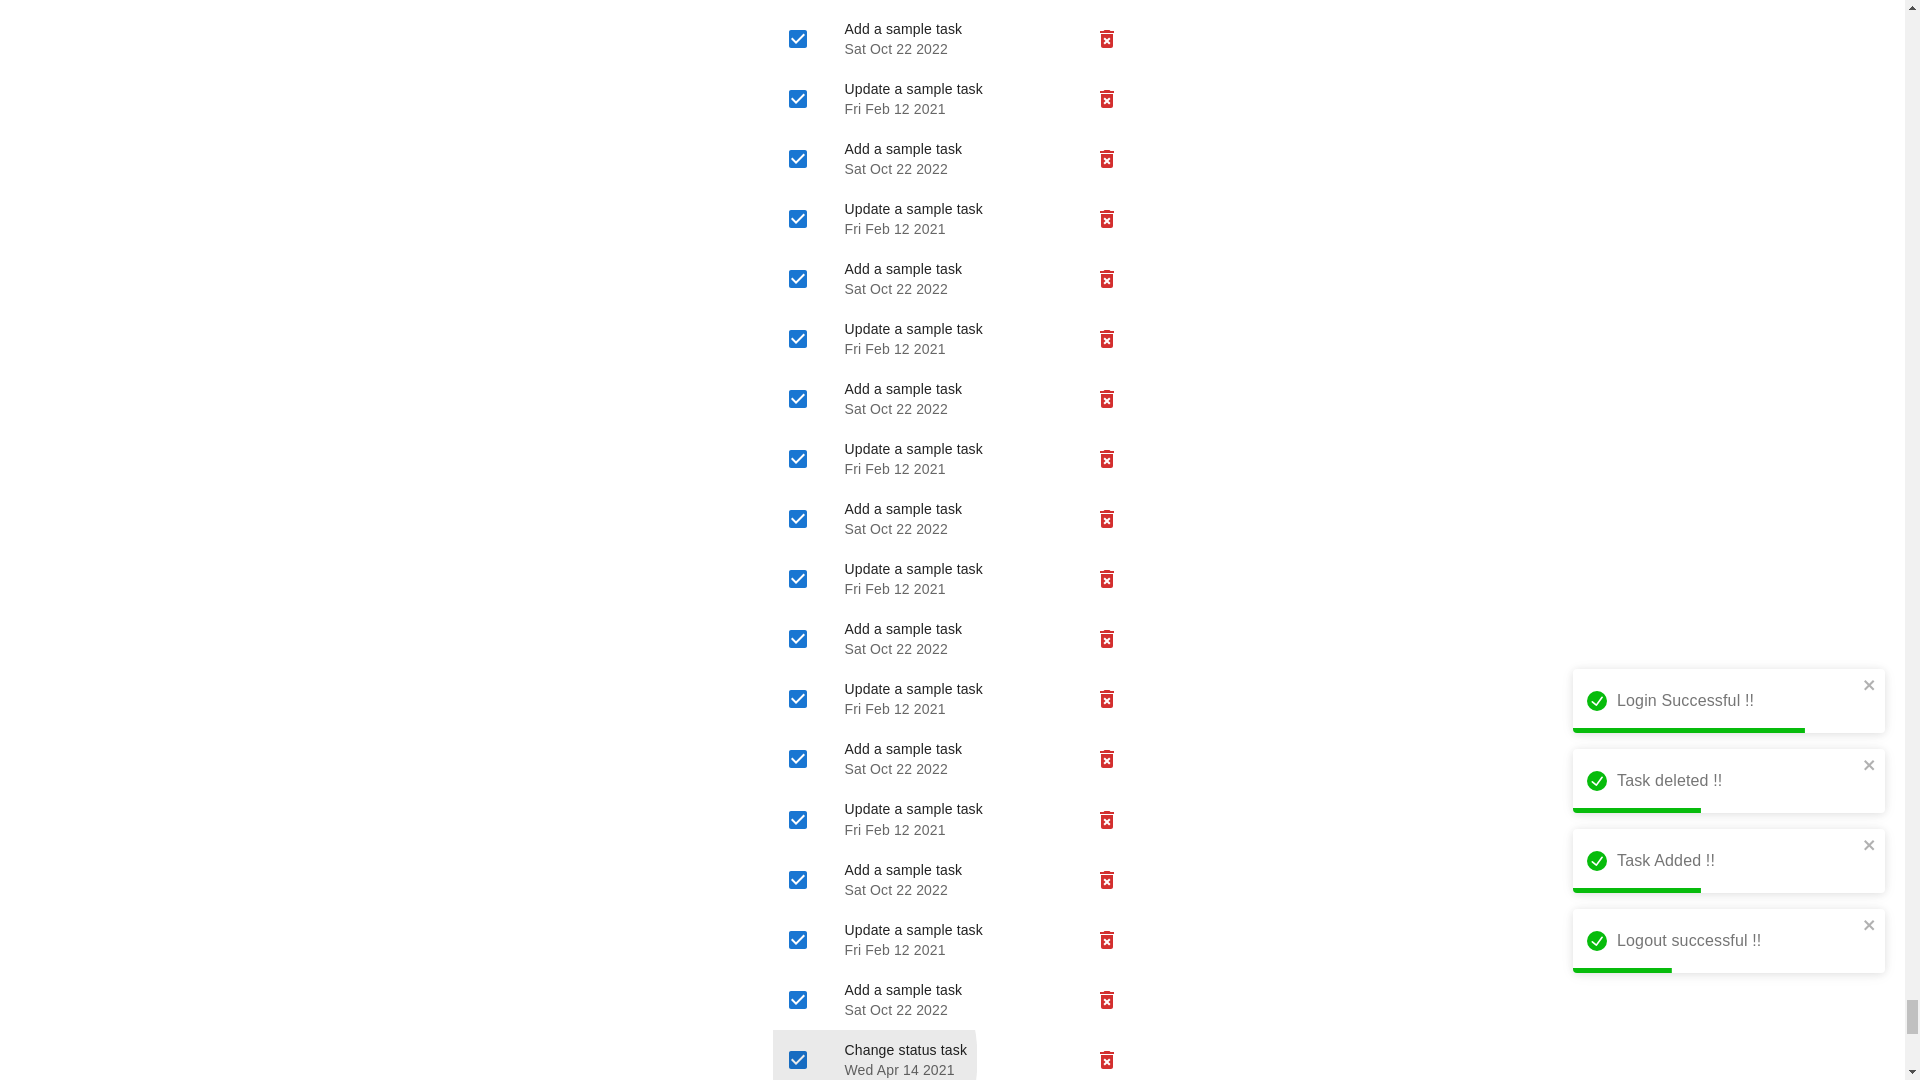 Add a sample task
Sat Oct 22 2022
Update a sample task
Fri Feb 12 2021
Add a sample task
Sat Oct 22 2022
Update a sample task
Fri Feb 12 2021
Add a sample task
Sat Oct 22 2022
Update a sample task
Fri Feb 12 2021
Add a sample task
Sat Oct 22 2022
Update a sample task
Fri Feb 12 2021
Add a sample task
Sat Oct 22 2022
Update a sample task
Fri Feb 12 2021
Add a sample task
Sat Oct 22 2022
Update a sample task
Fri Feb 12 2021
Add a sample task
Sat Oct 22 2022
Update a sample task
Fri Feb 12 2021
Add a sample task
Sat Oct 22 2022
Update a sample task
Fri Feb 12 2021
Add a sample task
Sat Oct 22 2022
Change status task
Wed Apr 14 2021
Login Successful !!
Task deleted !!
Task Added !!
Logout successful !!